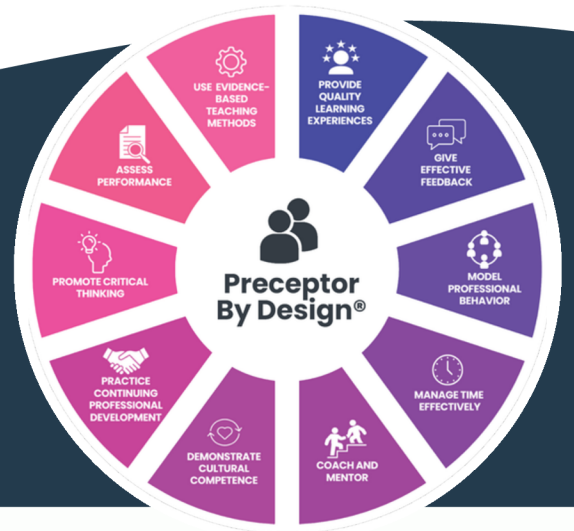 Preceptor
By Design®
PROVIDE
QUALITY
LEARNING
EXPERIENCES
GIVE
EFFECTIVE
FEEDBACK
MODEL
PROFESSIONAL
BEHAVIOR
MANAGE TIME
EFFECTIVELY
COACH AND
MENTOR
DEMONSTRATE
CULTURAL
COMPETENCE
PRACTICE
CONTINUING
PROFESSIONAL
DEVELOPMENT
PROMOTE CRITICAL
THINKING
ASSESS
PERFORMANCE
USE EVIDENCE-
BASED
TEACHING
METHODS